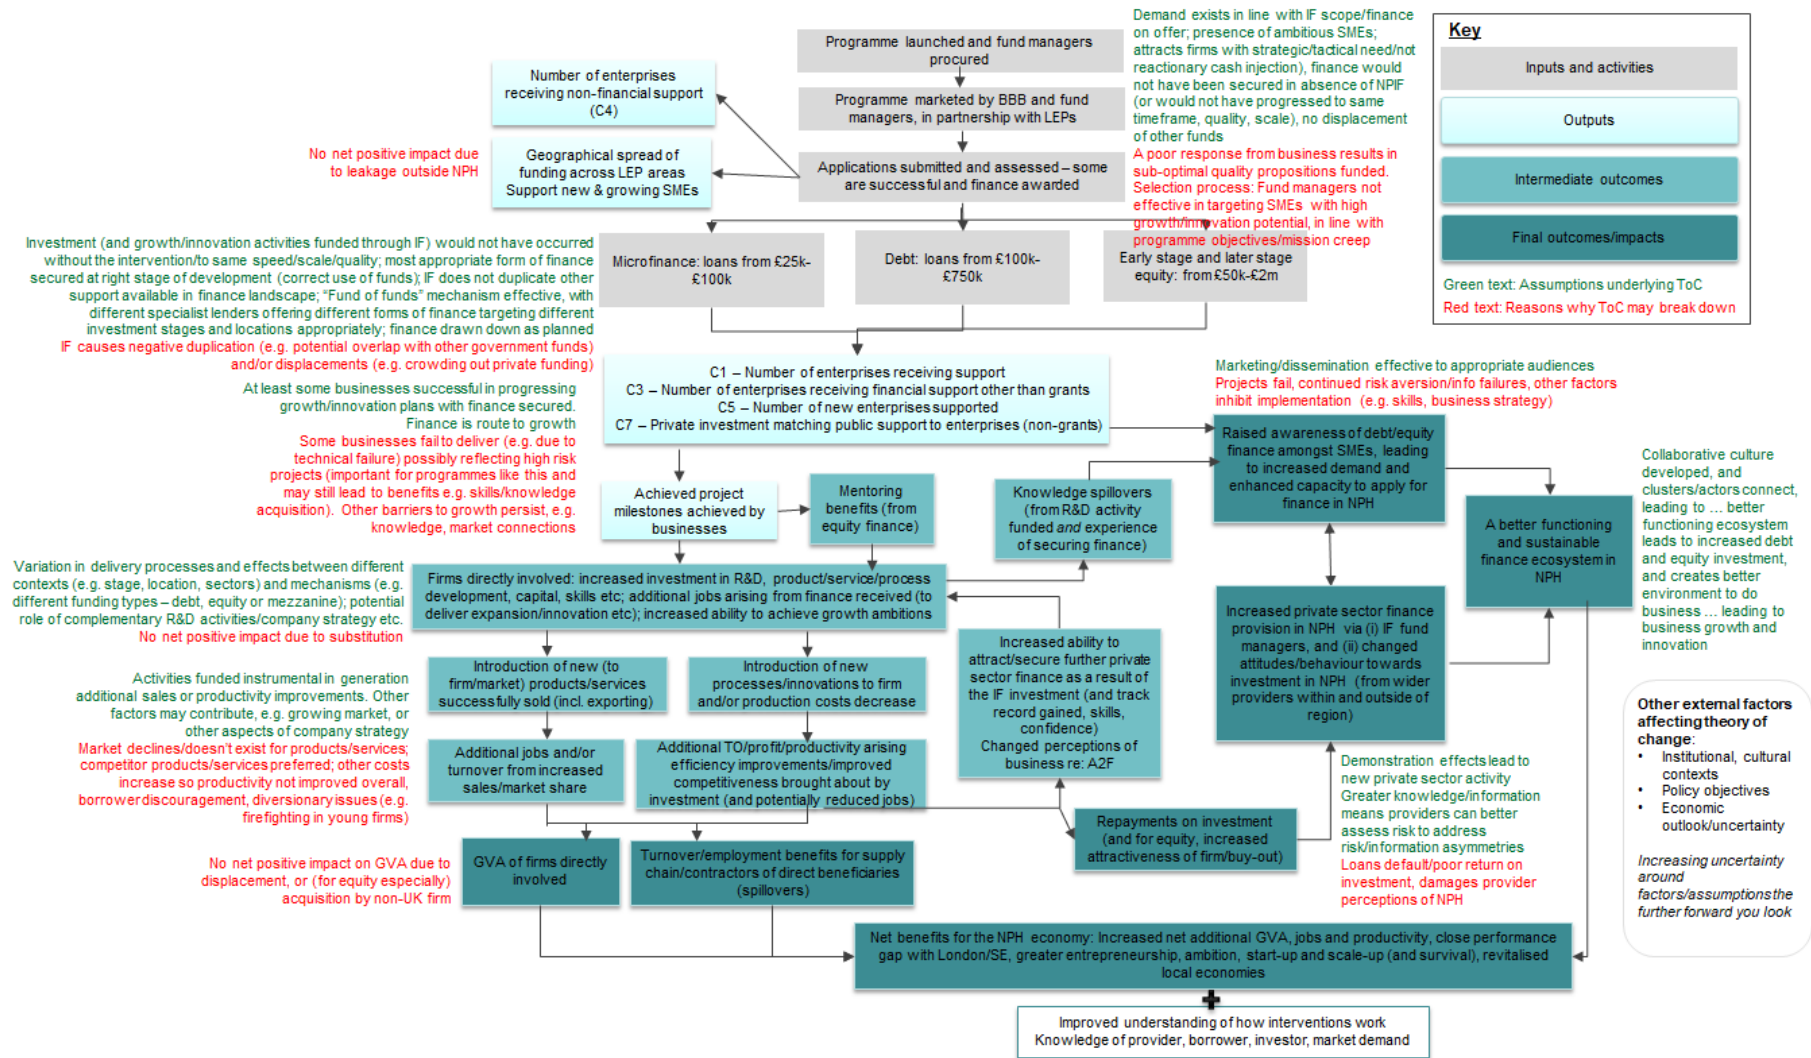 Programme launched and fund managers
procured
Programme marketed by BBB and fund
managers, in partnership with LEPs
Applications submitted and assessed – some
are successful and finance awarded
Number of enterprises
receiving non-financial support
(C4)
Geographical spread of
funding across LEP areas
Support new & growing SMEs
No net positive impact due
to leakage outside NPH
Demand exists in line with IF scope/finance
on offer; presence of ambitious SMEs;
attracts firms with strategic/tactical need/not
reactionary cash injection), finance would
not have been secured in absence of NPIF
(or would not have progressed to same
timeframe, quality, scale), no displacement
of other funds
A poor response from business results in
sub-optimal quality propositions funded.
Selection process: Fund managers not
effective in targeting SMEs with high
growth/innovation potential, in line with
programme objectives/mission creep
Key
Inputs and activities
Outputs
Intermediate outcomes
Final outcomes/impacts
Green text: Assumptions underlying ToC
Red text: Reasons why ToC may break down
Investment (and growth/innovation activities funded through IF) would not have occurred
without the intervention/to same speed/scale/quality; most appropriate form of finance
secured at right stage of development (correct use of funds); IF does not duplicate other
support available in finance landscape; “Fund of funds” mechanism effective, with
different specialist lenders offering different forms of finance targeting different
investment stages and locations appropriately; finance drawn down as planned
IF causes negative duplication (e.g. potential overlap with other government funds)
and/or displacements (e.g. crowding out private funding)
Microfinance: loans from £25k-
£100k
Debt: loans from £100k-
£750k
Early stage and later stage
equity: from £50k-£2m
C1 – Number of enterprises receiving support
C3 – Number of enterprises receiving financial support other than grants
C5 – Number of new enterprises supported
C7 – Private investment matching public support to enterprises (non-grants)
At least some businesses successful in progressing
growth/innovation plans with finance secured.
Finance is route to growth
Some businesses fail to deliver (e.g. due to
technical failure) possibly reflecting high risk
projects (important for programmes like this and
may still lead to benefits e.g. skills/knowledge
acquisition). Other barriers to growth persist, e.g.
knowledge, market connections
Achieved project
milestones achieved by
businesses
Mentoring
benefits (from
equity finance)
Knowledge spillovers
(from R&D activity
funded and experience
of securing finance)
Marketing/dissemination effective to appropriate audiences
Projects fail, continued risk aversion/info failures, other factors
inhibit implementation (e.g. skills, business strategy)
Raised awareness of debt/equity
finance amongst SMEs, leading
to increased demand and
enhanced capacity to apply for
finance in NPH
A better functioning
and sustainable
finance ecosystem in
NPH
Collaborative culture
developed, and
clusters/actors connect,
leading to ... better
functioning ecosystem
leads to increased debt
and equity investment,
and creates better
environment to do
business ... leading to
business growth and
innovation
Variation in delivery processes and effects between different
contexts (e.g. stage, location, sectors) and mechanisms (e.g.
different funding types – debt, equity or mezzanine); potential
role of complementary R&D activities/company strategy etc.
No net positive impact due to substitution
Firms directly involved: increased investment in R&D, product/service/process
development, capital, skills etc; additional jobs arising from finance received (to
deliver expansion/innovation etc); increased ability to achieve growth ambitions
Increased ability to
attract/secure further private
sector finance as a result of
the IF investment (and track
record gained, skills,
confidence)
Changed perceptions of
business re: A2F
Increased private sector finance
provision in NPH via (i) IF fund
managers, and (ii) changed
attitudes/behaviour towards
investment in NPH (from wider
providers within and outside of
region)
Introduction of new (to
firm/market) products/services
successfully sold (incl. exporting)
Introduction of new
processes/innovations to firm
and/or production costs decrease
Activities funded instrumental in generation
additional sales or productivity improvements. Other
factors may contribute, e.g. growing market, or
other aspects of company strategy
Market declines/doesn't exist for products/services;
competitor products/services preferred; other costs
increase so productivity not improved overall,
borrower discouragement, diversionary issues (e.g.
firefighting in young firms)
Additional jobs and/or
turnover from increased
sales/market share
Additional TO/profit/productivity arising
efficiency improvements/improved
competitiveness brought about by
investment (and potentially reduced jobs)
Repayments on investment
(and for equity, increased
attractiveness of firm/buy-out)
Demonstration effects lead to
new private sector activity
Greater knowledge/information
means providers can better
assess risk to address
risk/information asymmetries
Loans default/poor return on
investment, damages provider
perceptions of NPH
Other external factors
affecting theory of
change:
• Institutional, cultural
contexts
• Policy objectives
• Economic
outlook/uncertainty
Increasing uncertainty
around
factors/assumptions the
further forward you look
No net positive impact on GVA due to
displacement, or (for equity especially)
acquisition by non-UK firm
GVA of firms directly
involved
Turnover/employment benefits for supply
chain/contractors of direct beneficiaries
(spillovers)
Net benefits for the NPH economy: Increased net additional GVA, jobs and productivity, close performance
gap with London/SE, greater entrepreneurship, ambition, start-up and scale-up (and survival), revitalised
local economies
Improved understanding of how interventions work
Knowledge of provider, borrower, investor, market demand